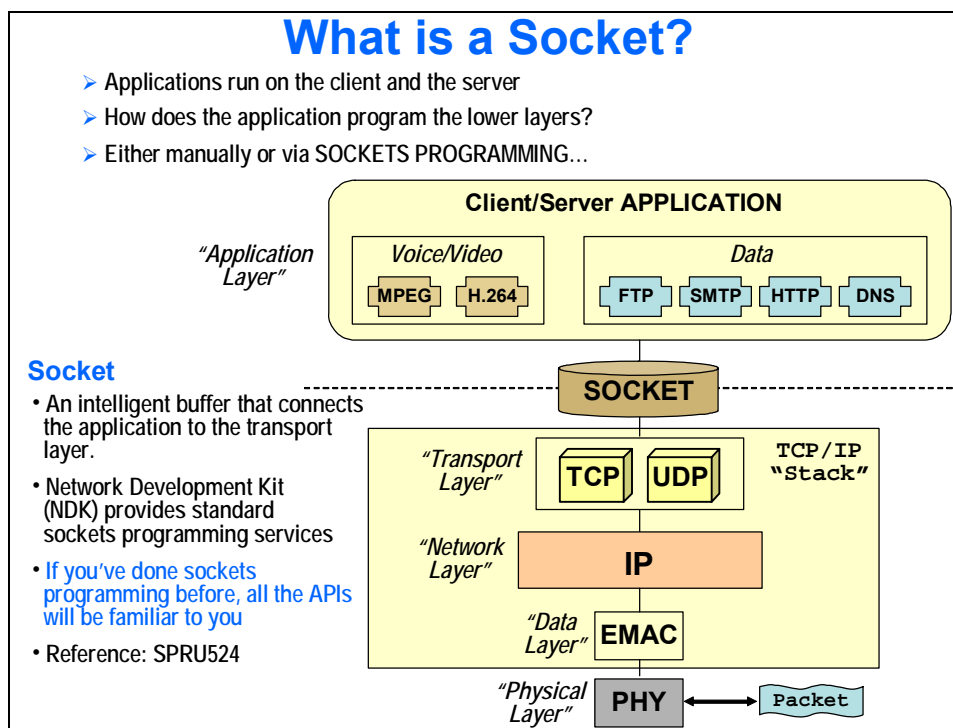 What is a Socket?
➢ Applications run on the client and the server
➢ How does the application program the lower layers?
➢ Either manually or via SOCKETS PROGRAMMING…
Client/Server APPLICATION
"Application
Layer"
Voice/Video
MPEG
H.264
Data
FTP
SMTP
HTTP
DNS
SOCKET
Socket
• An intelligent buffer that connects
the application to the transport
layer.
• Network Development Kit
(NDK) provides standard
sockets programming services
• If you've done sockets
programming before, all the APIs
will be familiar to you
• Reference: SPRU524
TCP/IP
"Stack"
"Transport
Layer"
TCP
UDP
"Network
Layer"
IP
"Data
Layer"
EMAC
"Physical
Layer"
PHY
Packet